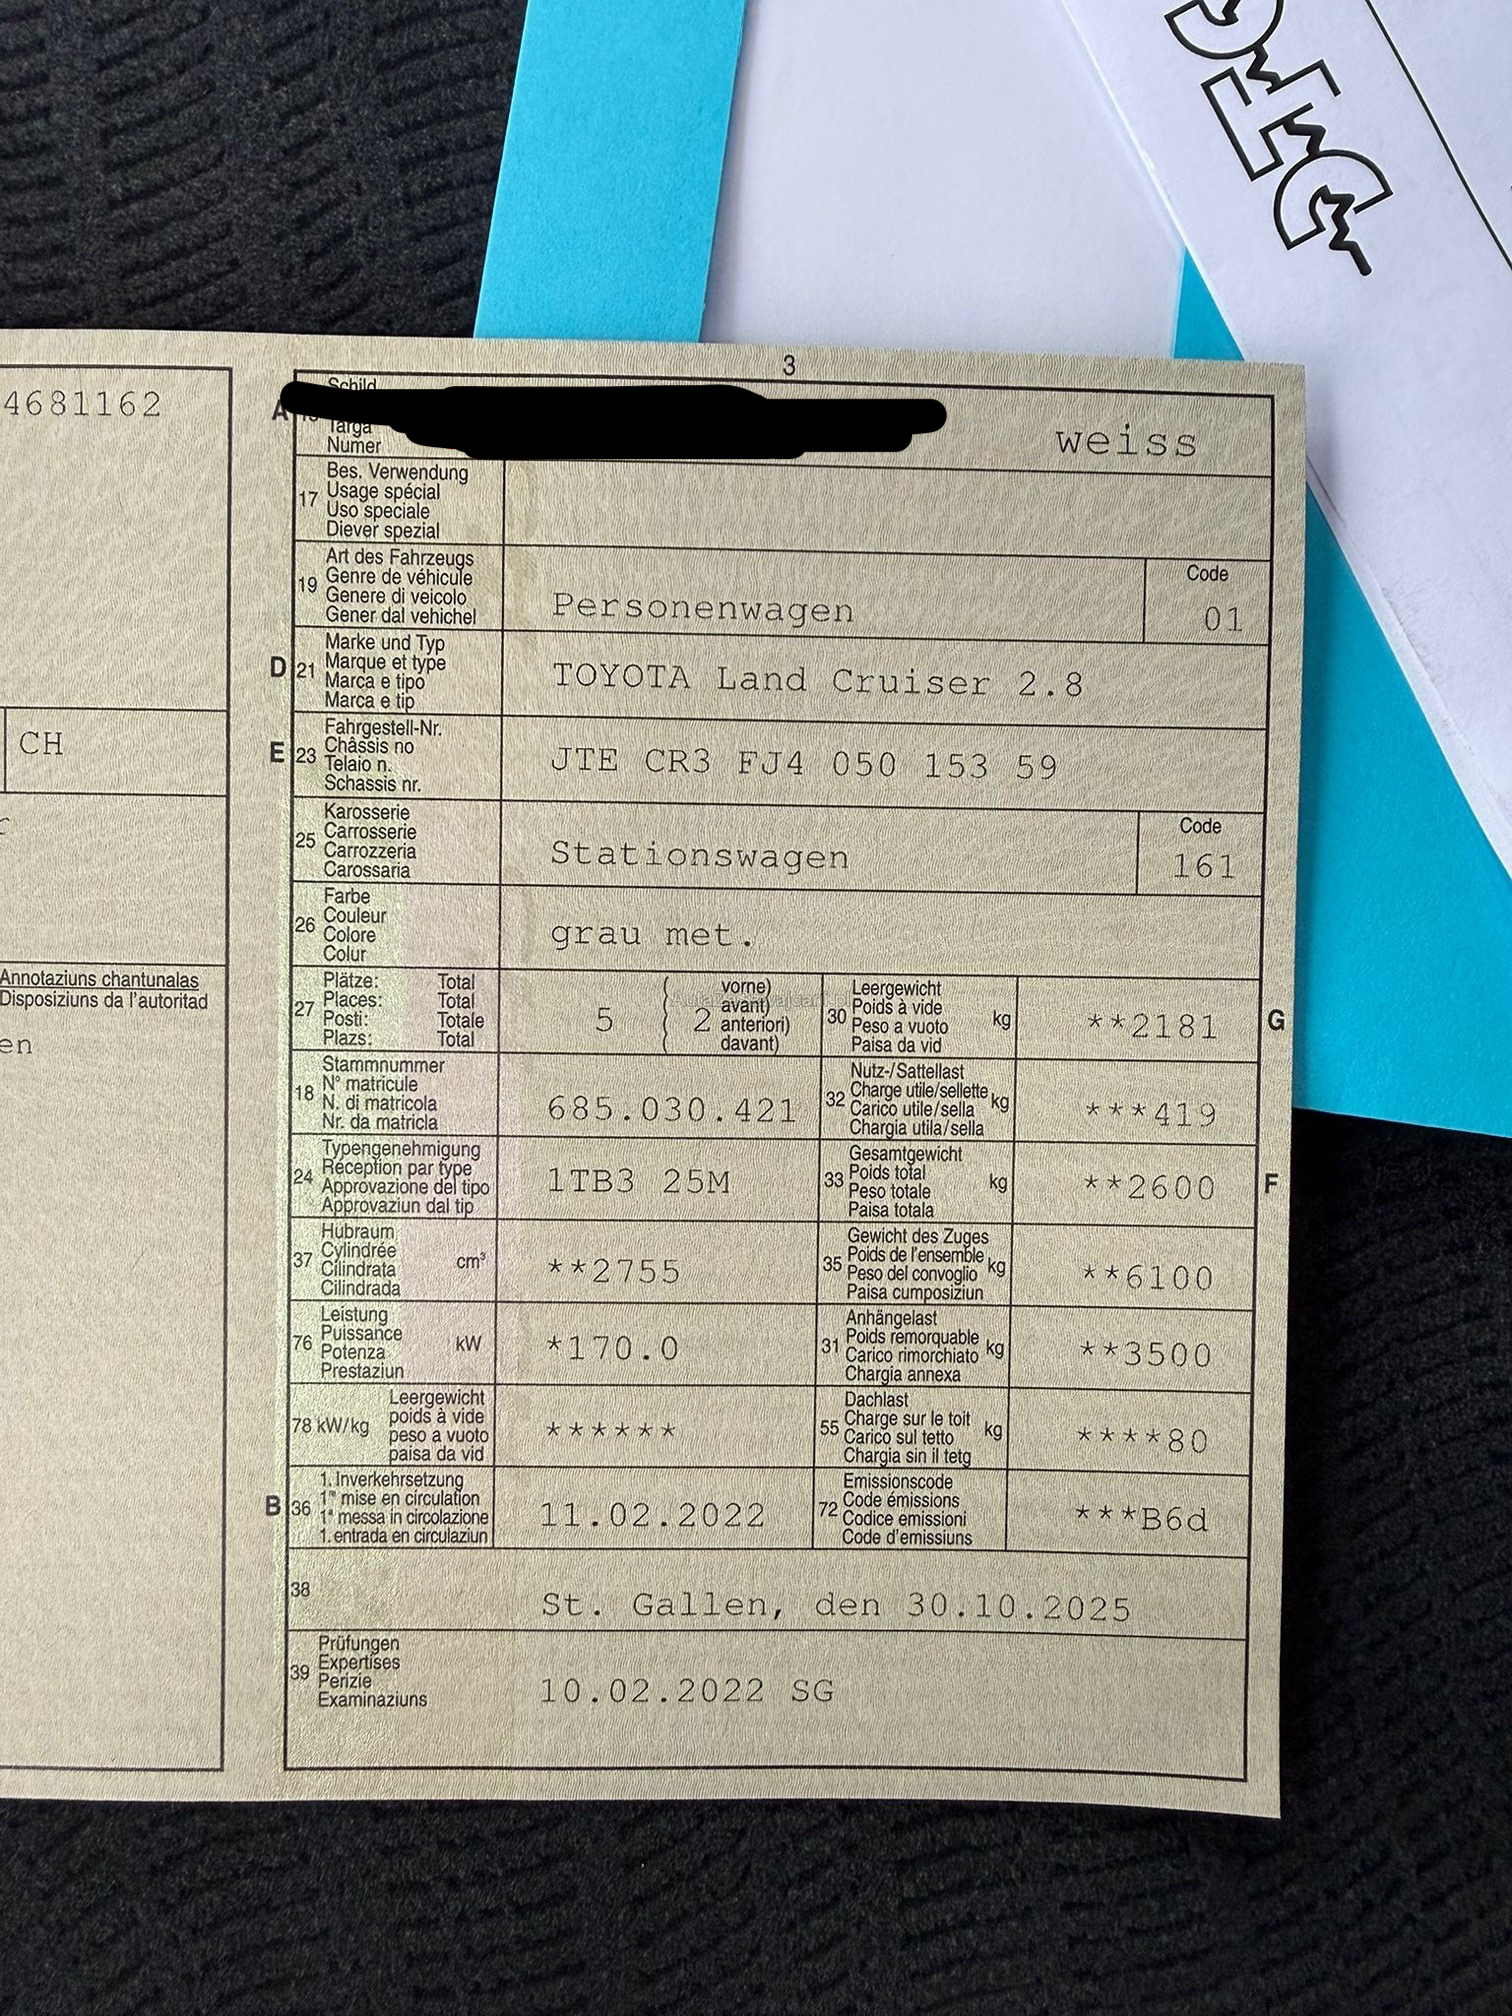 4681162
CH
Annotaziuns chantunalas
Disposiziuns da l'autoritad
en
3
A Schild
Targa
Numer
weiss
17 Bes. Verwendung
Usage spécial
Uso speciale
Diever spezial
19 Art des Fahrzeugs
Genre de véhicule
Genere di veicolo
Gener dal vehichel
Personenwagen
Code
01
D 21 Marke und Typ
Marque et type
Marca e tipo
Marca e tip
TOYOTA Land Cruiser 2.8
E 23 Fahrgestell-Nr.
Châssis no
Telaio n.
Schassis nr.
JTE CR3 FJ4 050 153 59
25 Karosserie
Carrosserie
Carrozzeria
Carossaria
Stationswagen
Code
161
26 Farbe
Couleur
Colore
Colur
grau met.
27 Plätze: Total
Places: Total
Posti: Totale
Plazs: Total
5 ( 2 vorne)
avant)
anteriori)
davant)
30 Leergewicht
Poids à vide
Peso a vuoto kg
Paisa da vid
**2181 G
18 Stammnummer
N° matricule
N. di matricola
Nr. da matricla
685.030.421
32 Nutz-/Sattellast
Charge utile/sellette kg
Carico utile/sella
Chargia utila/sella
***419
24 Typengenehmigung
Réception par type
Approvazione del tipo
Approvaziun dal tip
1TB3 25M
33 Gesamtgewicht
Poids total
Peso totale kg
Paisa totala
**2600 F
37 Hubraum
Cylindrée
Cilindrata cm³
Cilindrada
**2755
35 Gewicht des Zuges
Poids de l'ensemble kg
Peso del convoglio
Paisa cumposiziun
**6100
76 Leistung
Puissance
Potenza kW
Prestaziun
*170.0
31 Anhängelast
Poids remorquable
Carico rimorchiato kg
Chargia annexa
**3500
78 kW/kg Leergewicht
poids à vide
peso a vuoto
paisa da vid
******
55 Dachlast
Charge sur le toit
Carico sul tetto kg
Chargia sin il tetg
****80
B 36 1. Inverkehrsetzung
1re mise en circulation
1a messa in circolazione
1. entrada en circulaziun
11.02.2022
72 Emissionscode
Code émissions
Codice emissioni
Code d'emissiuns
***B6d
38
St. Gallen, den 30.10.2025
39 Prüfungen
Expertises
Perizie
Examinaziuns
10.02.2022 SG